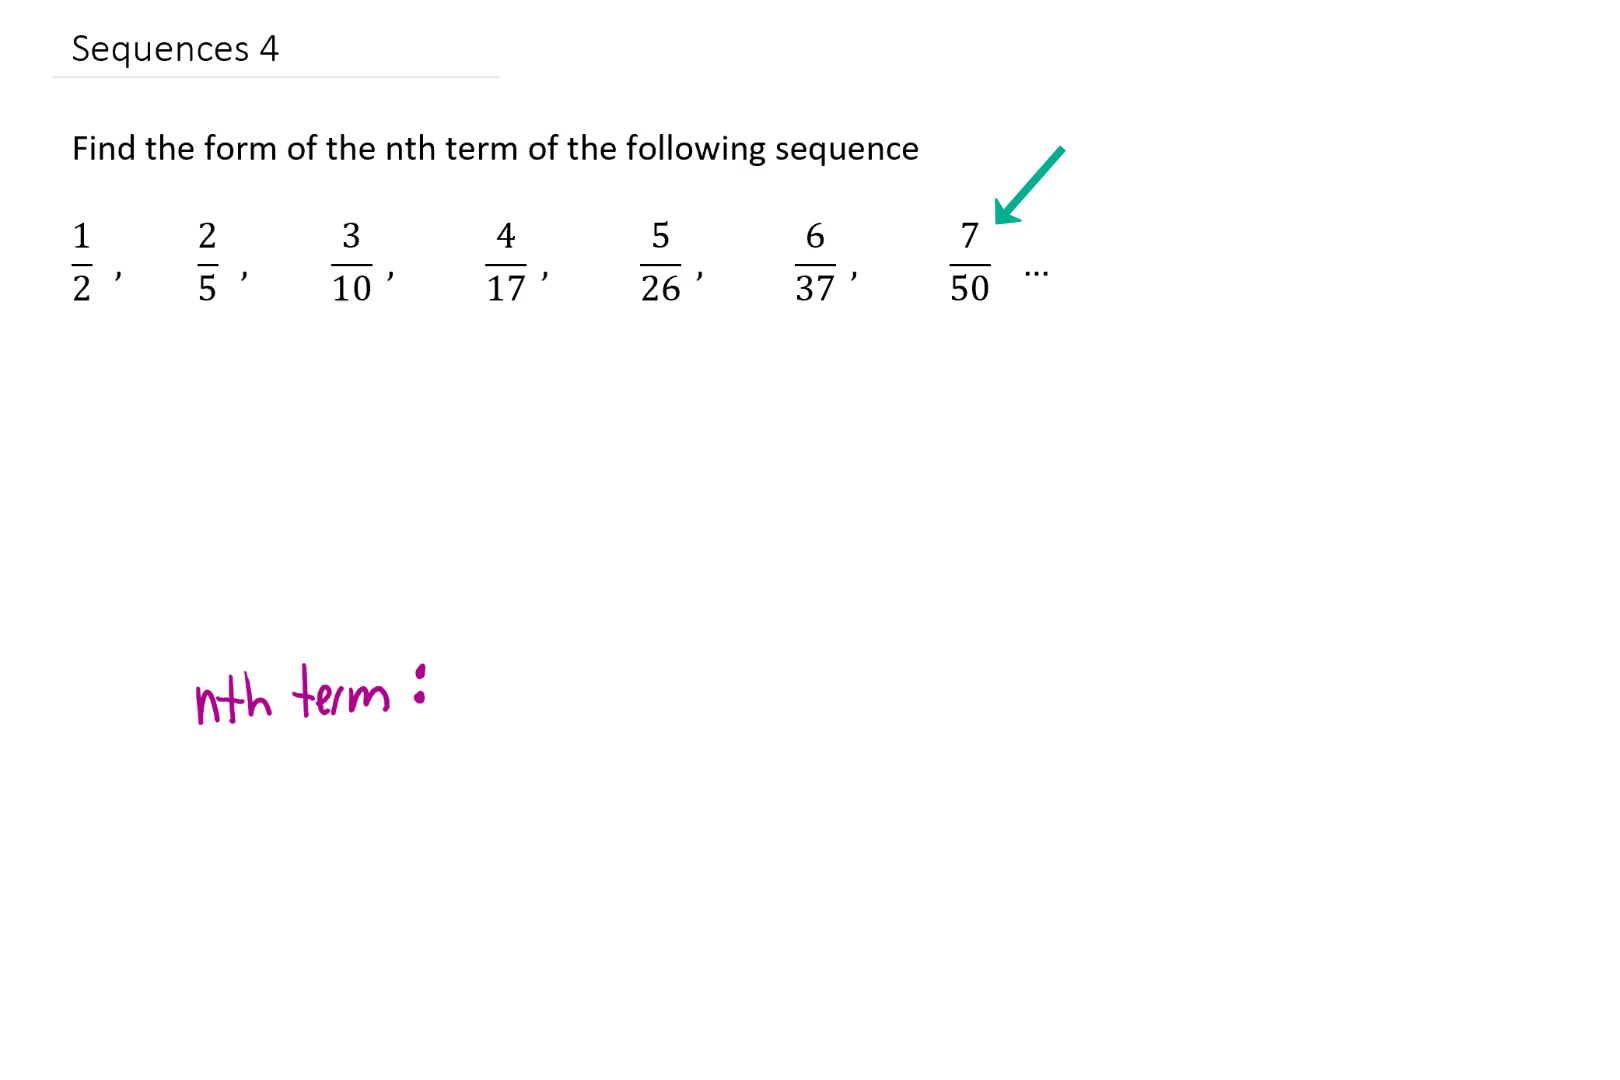 Sequences 4
Find the form of the nth term of the following sequence
1/2 , 2/5 , 3/10 , 4/17 , 5/26 , 6/37 , 7/50 ...
nth term :